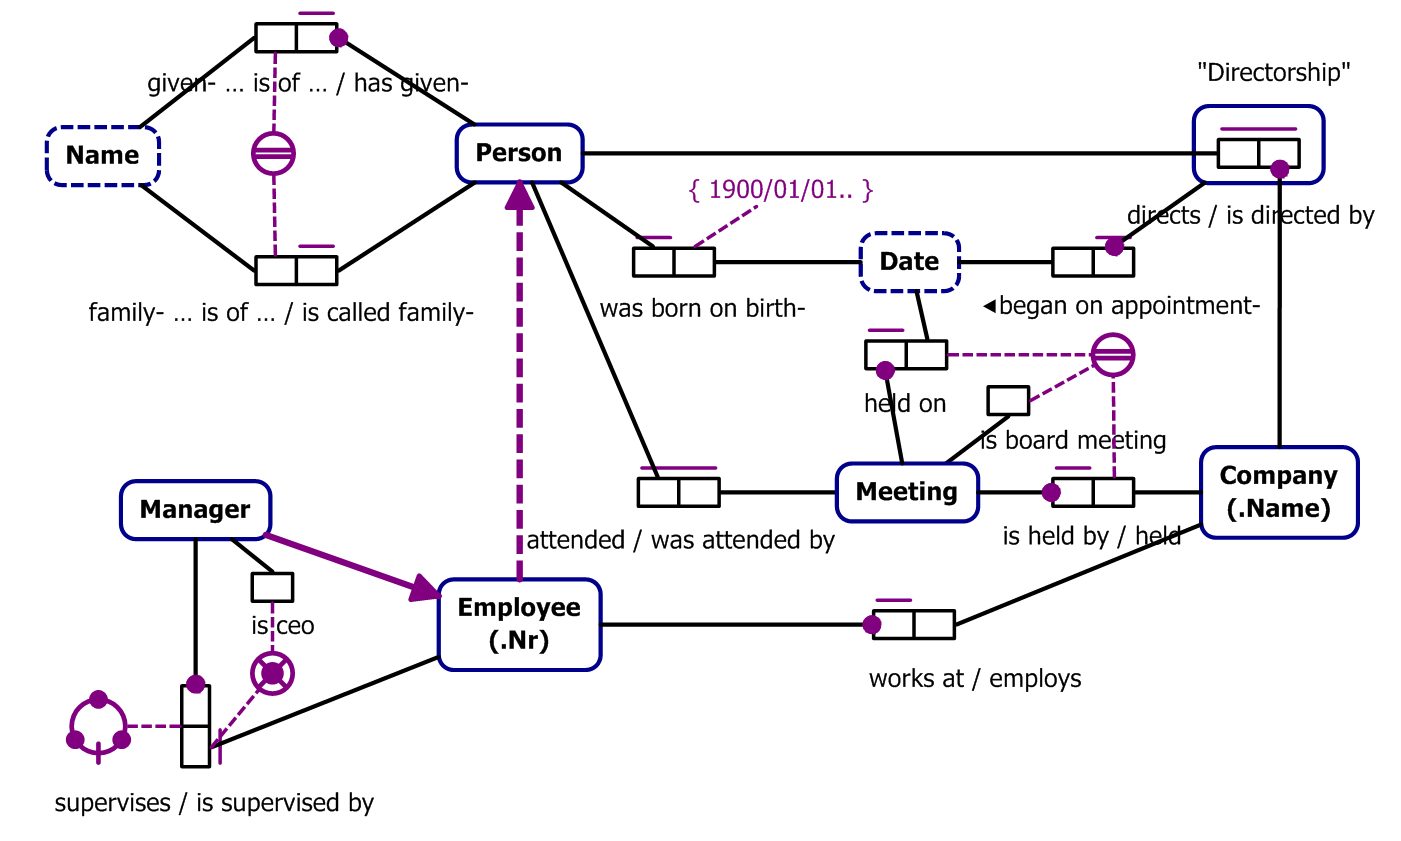 "Directorship"
given- ... is of ... / has given-
Name
Person
{ 1900/01/01.. }
directs / is directed by
Date
family- ... is of ... / is called family-
was born on birth-
◄began on appointment-
held on
is board meeting
Company
(.Name)
Meeting
Manager
attended / was attended by
is held by / held
Employee
(.Nr)
is ceo
works at / employs
supervises / is supervised by